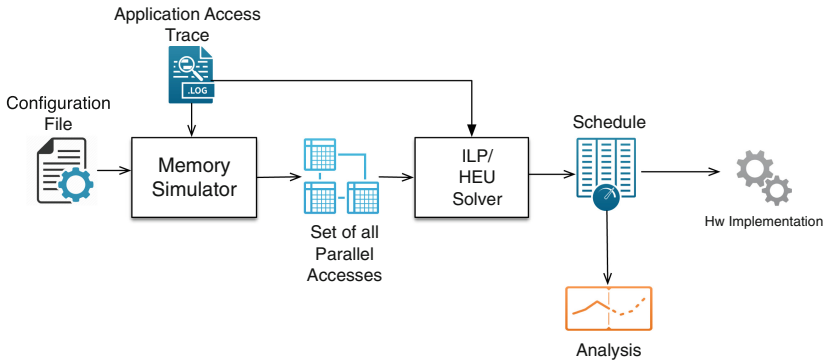 Application Access
Trace
.LOG
Configuration
File
Memory
Simulator
Set of all
Parallel
Accesses
ILP/
HEU
Solver
Schedule
Hw Implementation
Analysis